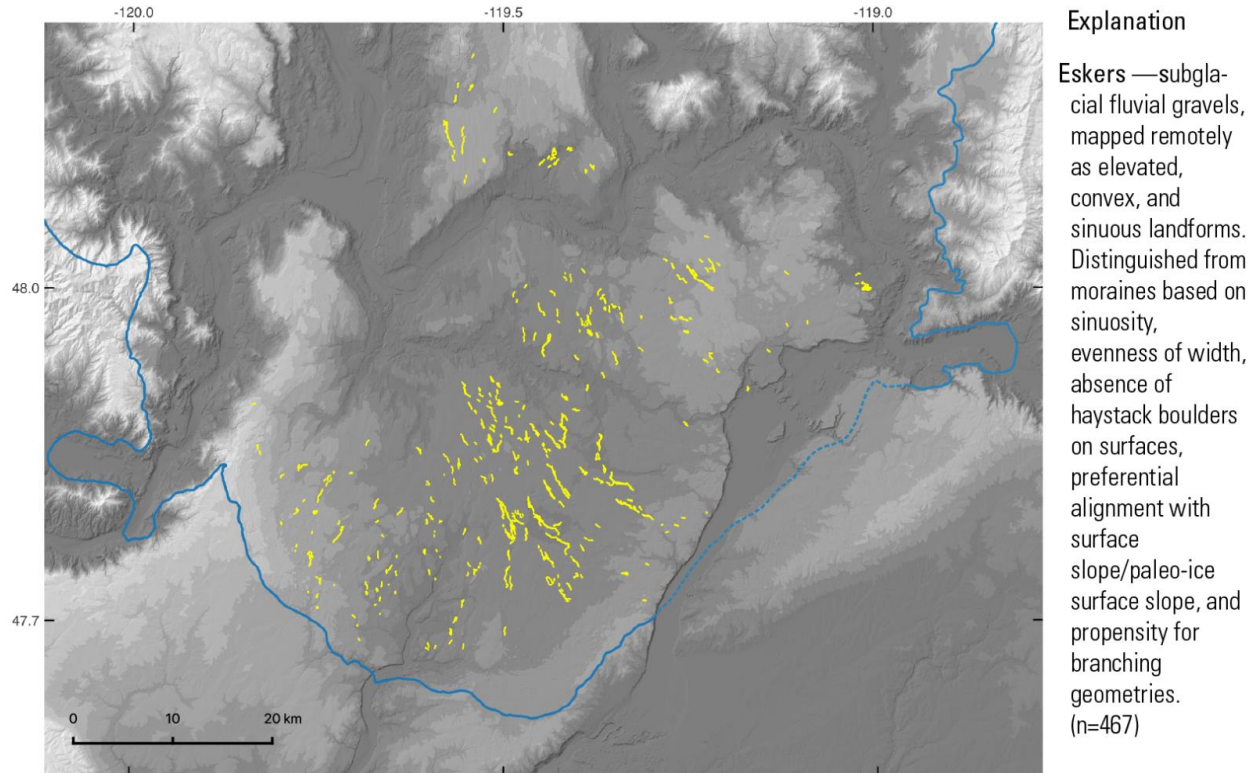 -120.0
-119.5
-119.0
48.0
47.7
0 10 20 km
Explanation
Eskers —subgla-
cial fluvial gravels,
mapped remotely
as elevated,
convex, and
sinuous landforms.
Distinguished from
moraines based on
sinuosity,
evenness of width,
absence of
haystack boulders
on surfaces,
preferential
alignment with
surface
slope/paleo-ice
surface slope, and
propensity for
branching
geometries.
(n=467)